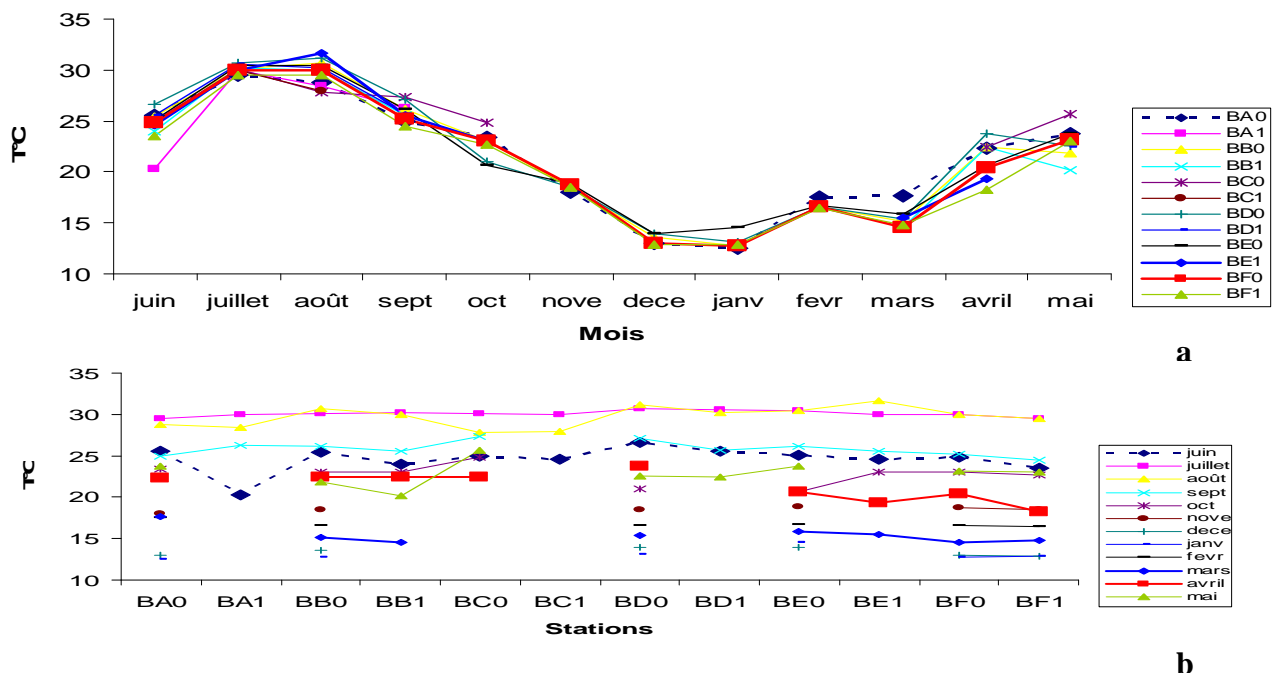 35
30
25
20
15
10
T°C
juin juillet août sept oct nove dece janv fevr mars avril mai
Mois
BA0
BA1
BB0
BB1
BC0
BC1
BD0
BD1
BE0
BE1
BF0
BF1
a
35
30
25
20
15
10
T°C
BA0 BA1 BB0 BB1 BC0 BC1 BD0 BD1 BE0 BE1 BF0 BF1
Stations
juin
juillet
août
sept
oct
nove
dece
janv
fevr
mars
avril
mai
b